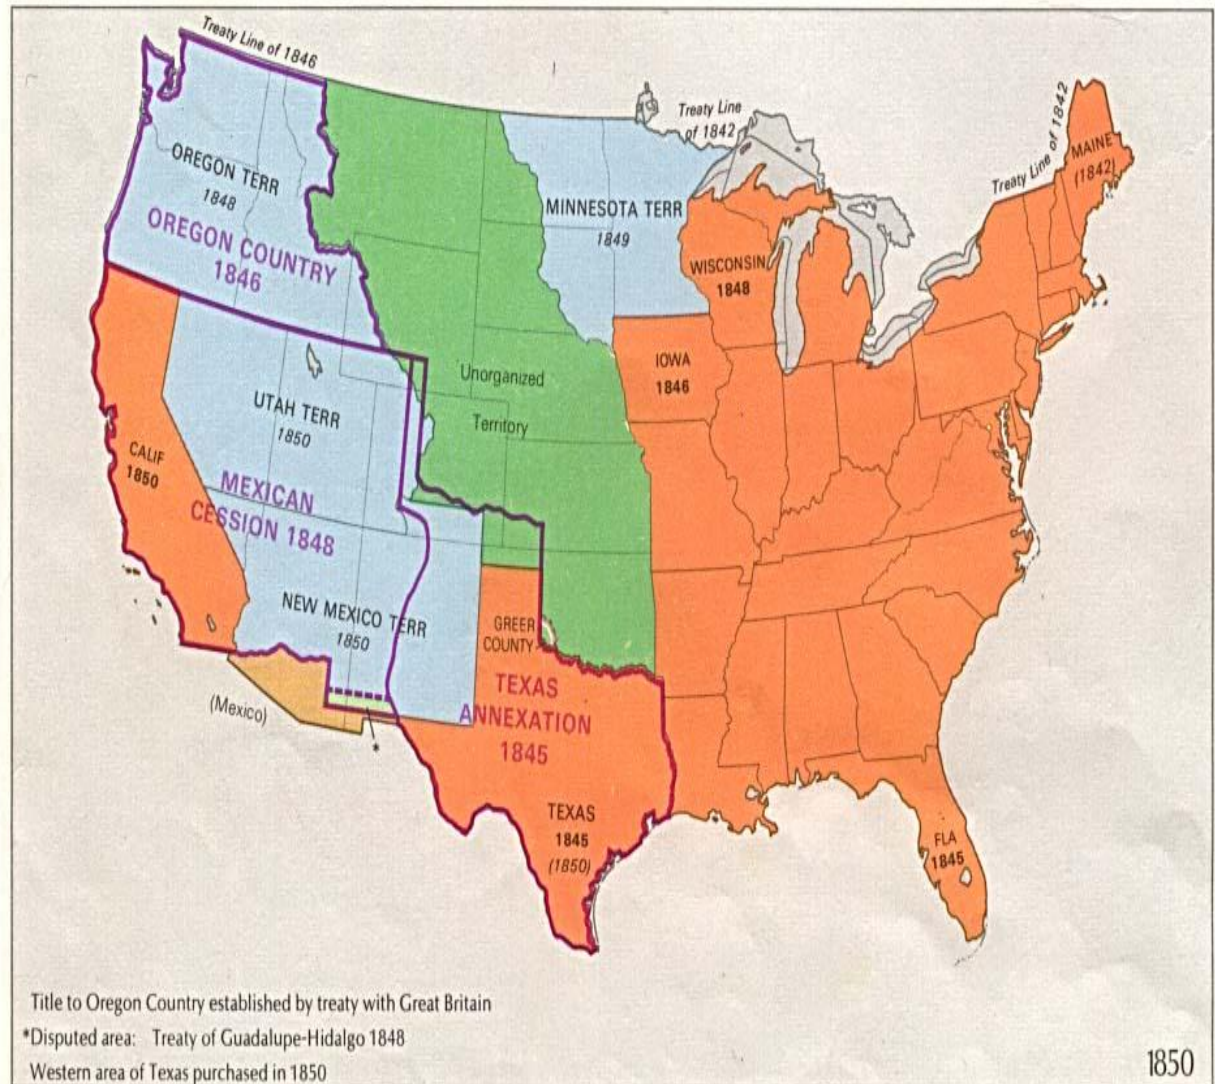 Treaty Line of 1846
Treaty Line
of 1842
Treaty Line of 1842
MAINE
(1842)
OREGON TERR
1848
OREGON COUNTRY
1846
MINNESOTA TERR
1849
WISCONSIN
1848
IOWA
1846
Unorganized
Territory
UTAH TERR
1850
CALIF
1850
MEXICAN
CESSION 1848
NEW MEXICO TERR
1850
GREER
COUNTY
(Mexico)
*
TEXAS
ANNEXATION
1845
TEXAS
1845
(1850)
FLA
1845
Title to Oregon Country established by treaty with Great Britain
*Disputed area: Treaty of Guadalupe-Hidalgo 1848
Western area of Texas purchased in 1850
1850